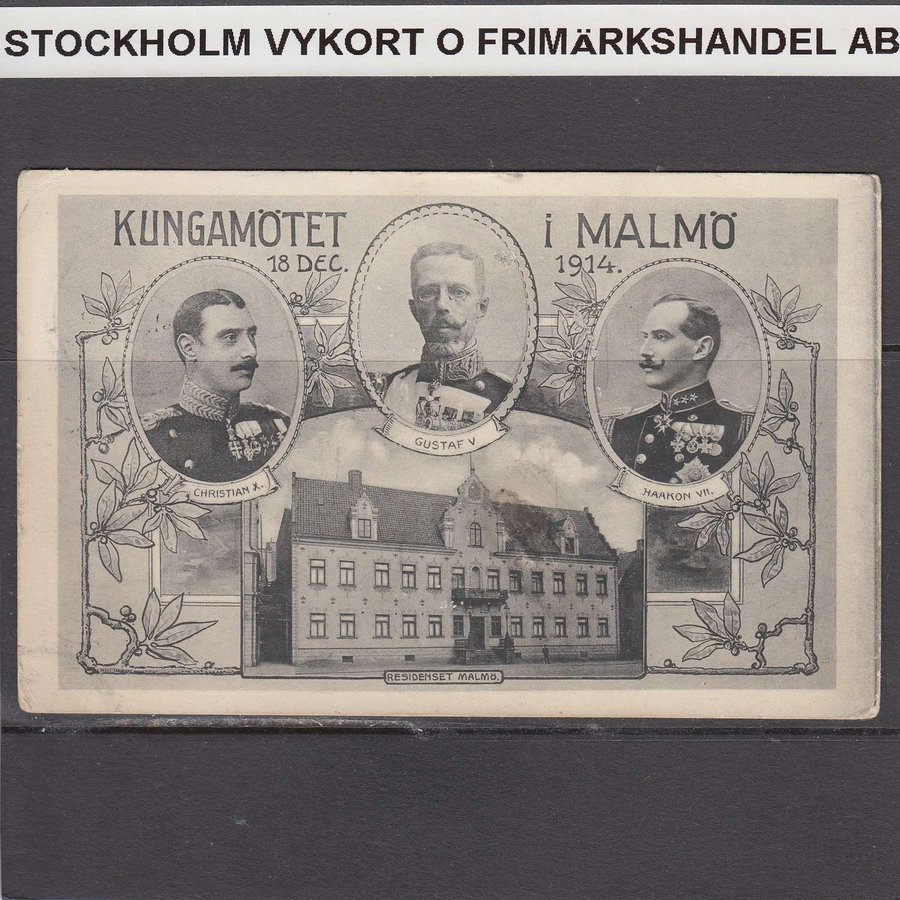 STOCKHOLM VYKORT O FRIMÄRKSHANDEL AB
KUNGAMÖTET I MALMÖ
18 DEC. 1914.
GUSTAF V
CHRISTIAN X.
HAAKON VII.
RESIDENSET MALMÖ.